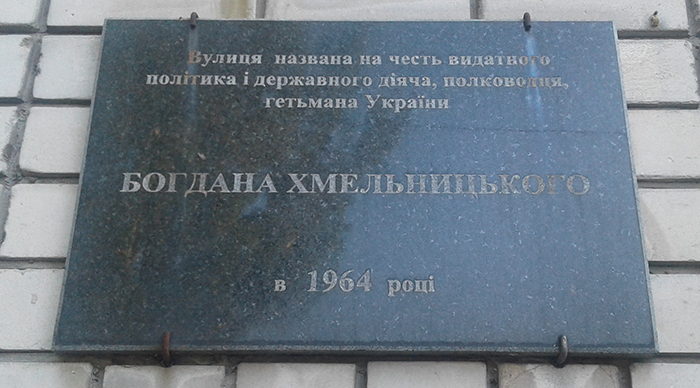 Вулиця названа на честь видатного
політика і державного діяча, полководця,
гетьмана України
БОГДАНА ХМЕЛЬНИЦЬКОГО
в 1964 році